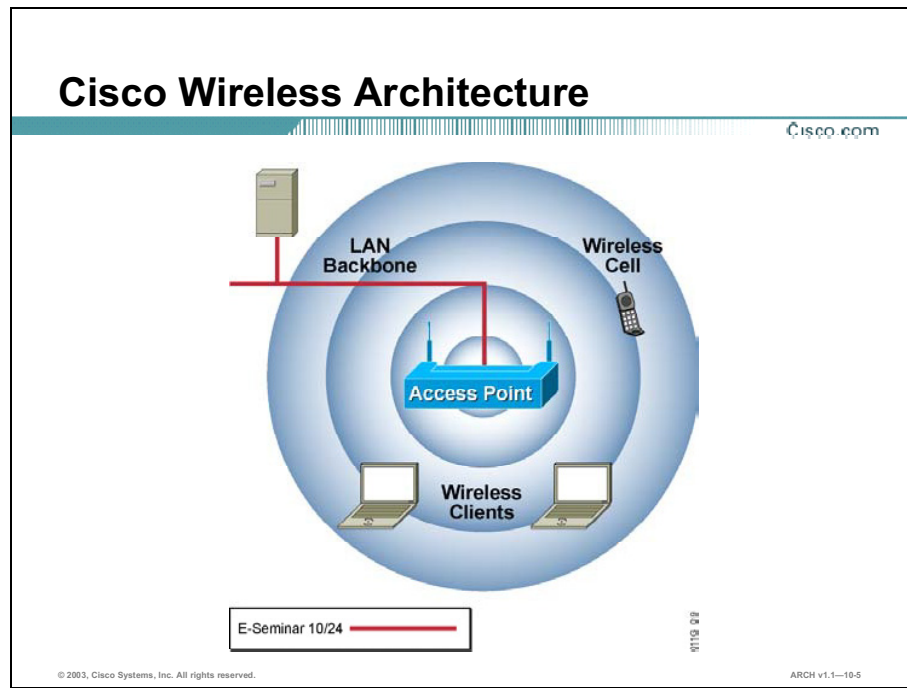 Cisco Wireless Architecture
Cisco.com
LAN
Backbone
Wireless
Cell
Access Point
Wireless
Clients
E-Seminar 10/24
© 2003, Cisco Systems, Inc. All rights reserved.
ARCH v1.1—10-5